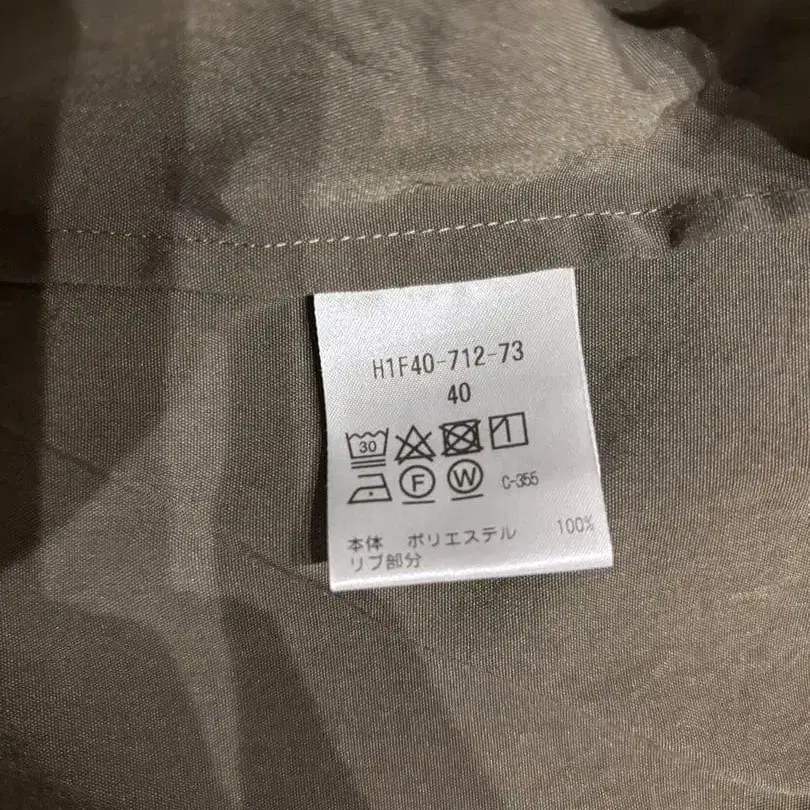 H1F40-712-73
40
30
F W C-355
本体 ポリエステル 100%
リブ部分